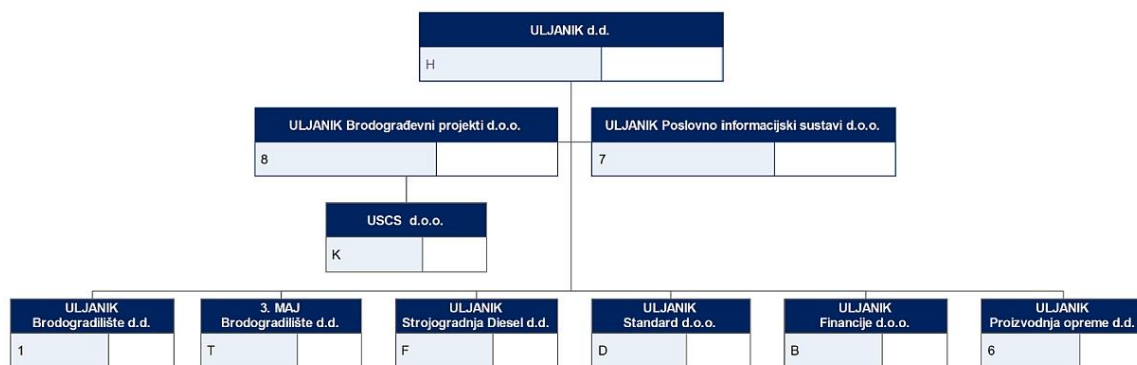 ULJANIK d.d.
H
ULJANIK Brodograđevni projekti d.o.o.
8
ULJANIK Poslovno informacijski sustavi d.o.o.
7
USCS d.o.o.
K
ULJANIK
Brodogradilište d.d.
1
3. MAJ
Brodogradilište d.d.
T
ULJANIK
Strojogradnja Diesel d.d.
F
ULJANIK
Standard d.o.o.
D
ULJANIK
Financije d.o.o.
B
ULJANIK
Proizvodnja opreme d.d.
6